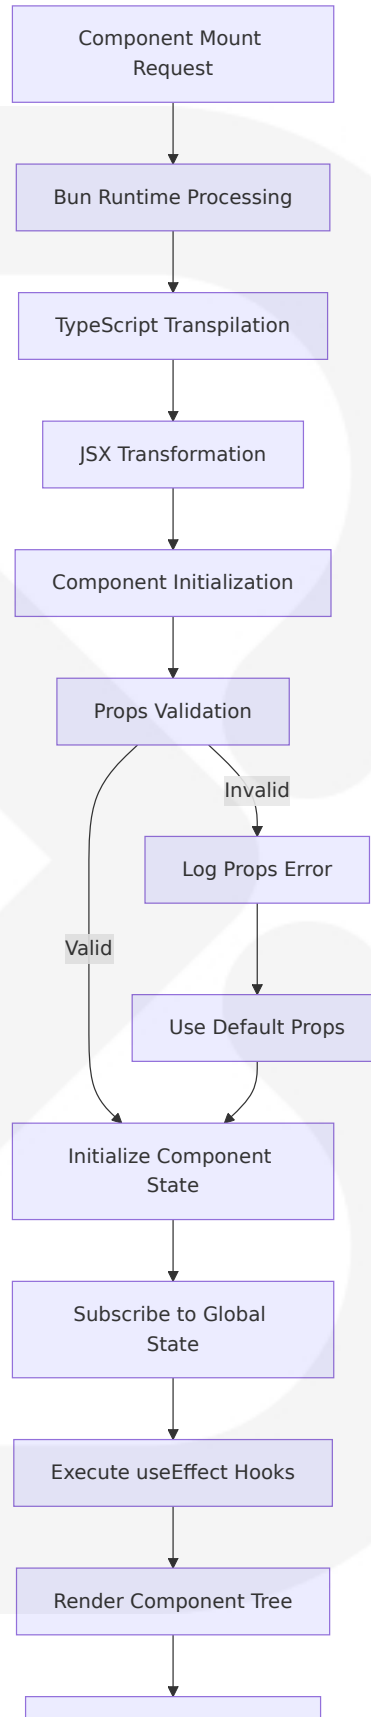 Component Mount
Request
Bun Runtime Processing
TypeScript Transpilation
JSX Transformation
Component Initialization
Props Validation
Invalid
Log Props Error
Valid
Use Default Props
Initialize Component
State
Subscribe to Global
State
Execute useEffect Hooks
Render Component Tree